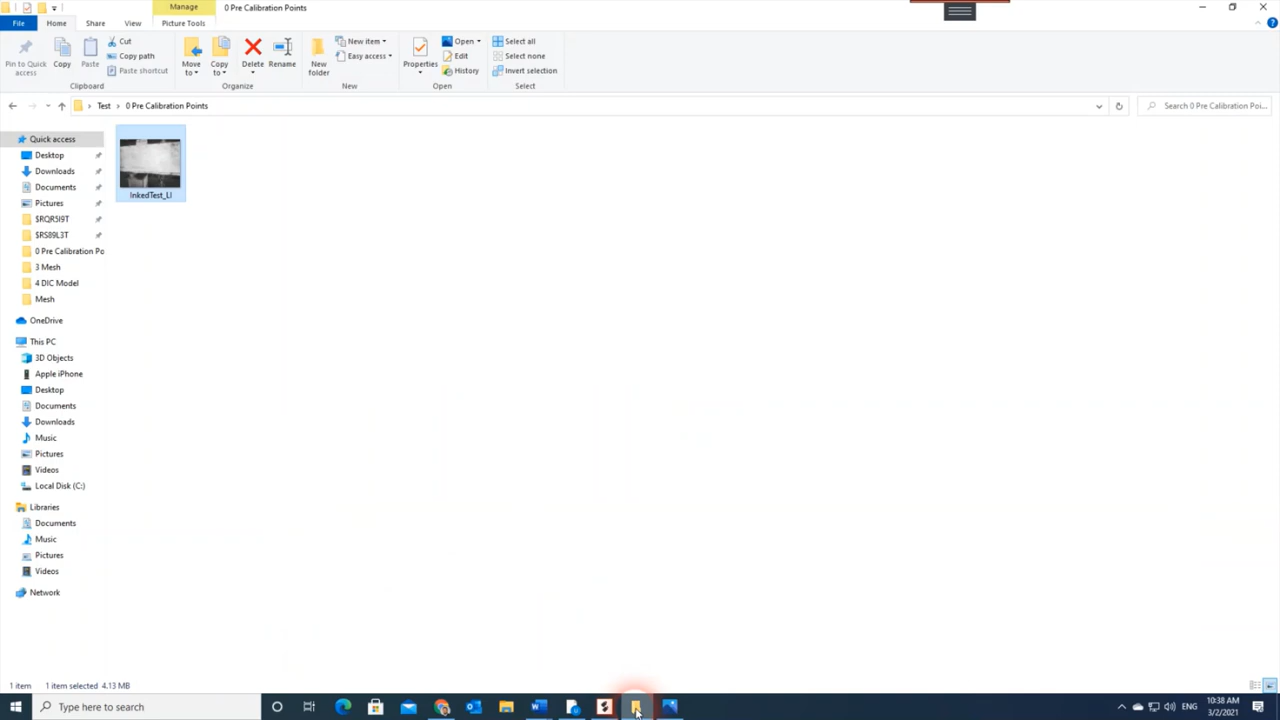 Manage
0 Pre Calibration Points
File
Home
Share
View
Picture Tools
Pin to Quick access
Copy
Paste
Cut
Copy path
Paste shortcut
Clipboard
Move to
Copy to
Delete
Rename
Organize
New folder
New item
Easy access
New
Properties
Open
Edit
History
Open
Select all
Select none
Invert selection
Select
Test
0 Pre Calibration Points
Search 0 Pre Calibration Poi...
Quick access
Desktop
Downloads
Documents
Pictures
$RQR5I9T
$RS89L3T
0 Pre Calibration Po
3 Mesh
4 DIC Model
Mesh
OneDrive
This PC
3D Objects
Apple iPhone
Desktop
Documents
Downloads
Music
Pictures
Videos
Local Disk (C:)
Libraries
Documents
Music
Pictures
Videos
Network
InkedTest_LI
1 item
1 item selected 4.13 MB
Type here to search
ENG
10:38 AM
3/2/2021